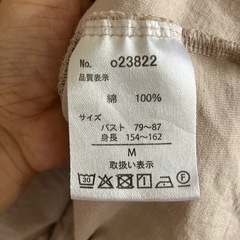 No. o23822
品質表示
綿 100%
サイズ
バスト 79~87
身長 154~162
M
取扱い表示
30